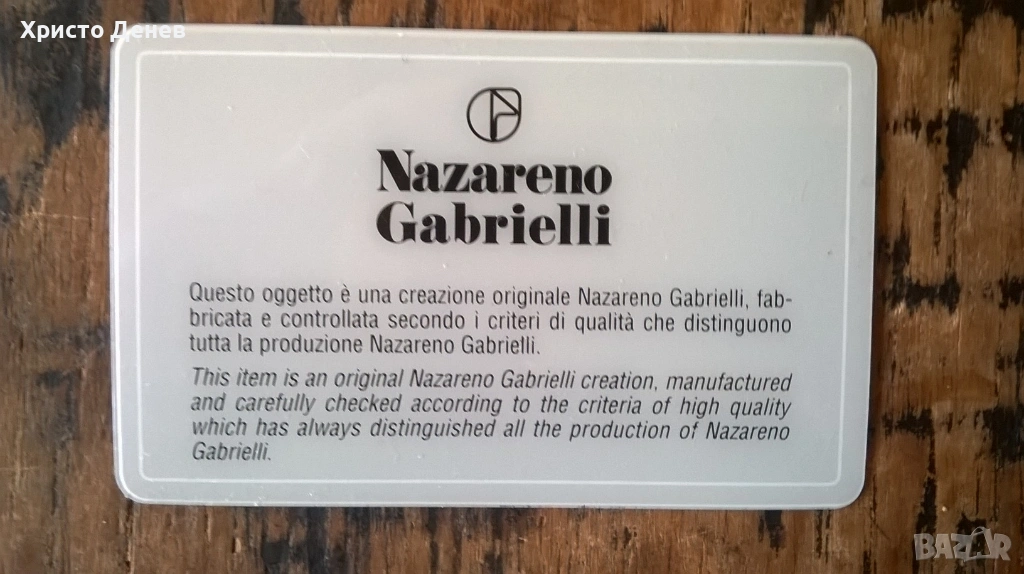 Христо Денев
Nazareno
Gabrielli
Questo oggetto è una creazione originale Nazareno Gabrielli, fab-
bricata e controllata secondo i criteri di qualità che distinguono
tutta la produzione Nazareno Gabrielli.
This item is an original Nazareno Gabrielli creation, manufactured
and carefully checked according to the criteria of high quality
which has always distinguished all the production of Nazareno
Gabrielli.
BAZAR